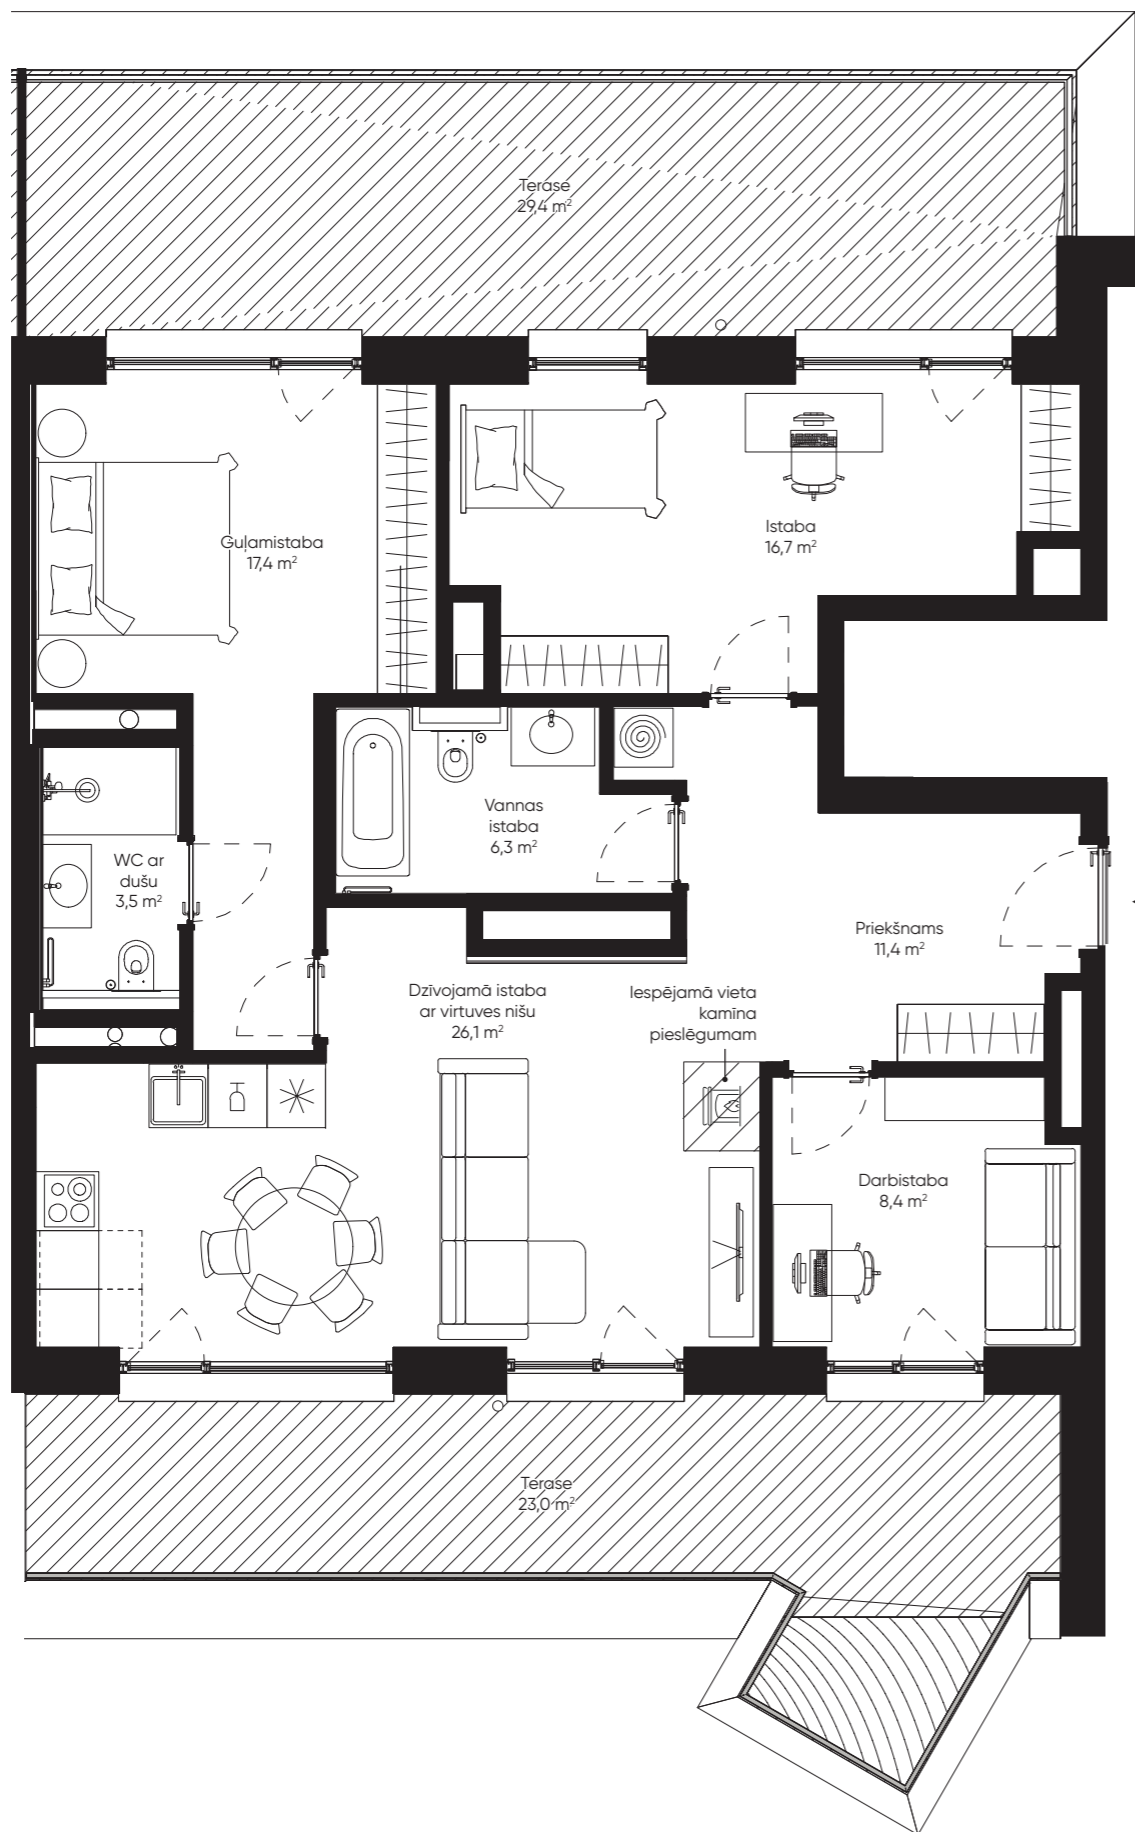 Terase
29,4 m²
Guļamistaba
17,4 m²
Istaba
16,7 m²
Vannas
istaba
6,3 m²
WC ar
dušu
3,5 m²
Priekšnams
11,4 m²
Dzīvojamā istaba
ar virtuves nišu
26,1 m²
Iespējamā vieta
kamīna
pieslēgumam
Darbistaba
8,4 m²
Terase
23,0 m²